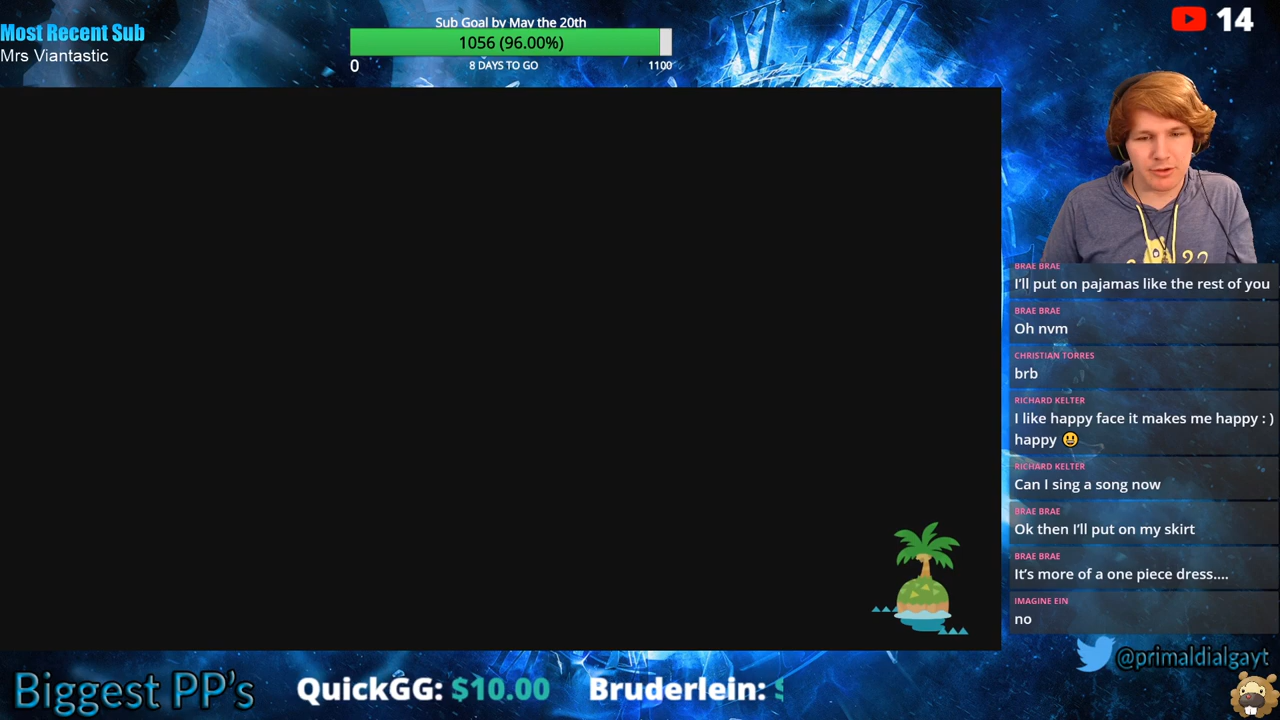 Most Recent Sub
Mrs Viantastic
Sub Goal by May the 20th
1056 (96.00%)
0
8 DAYS TO GO
1100
14
BRAE BRAE
I'll put on pajamas like the rest of you
BRAE BRAE
Oh nvm
CHRISTIAN TORRES
brb
RICHARD KELTER
I like happy face it makes me happy : )
happy 😃
RICHARD KELTER
Can I sing a song now
BRAE BRAE
Ok then I'll put on my skirt
BRAE BRAE
It's more of a one piece dress....
IMAGINE EIN
no
@primaldialgayt
Biggest PP's
QuickGG: $10.00
Bruderlein: $